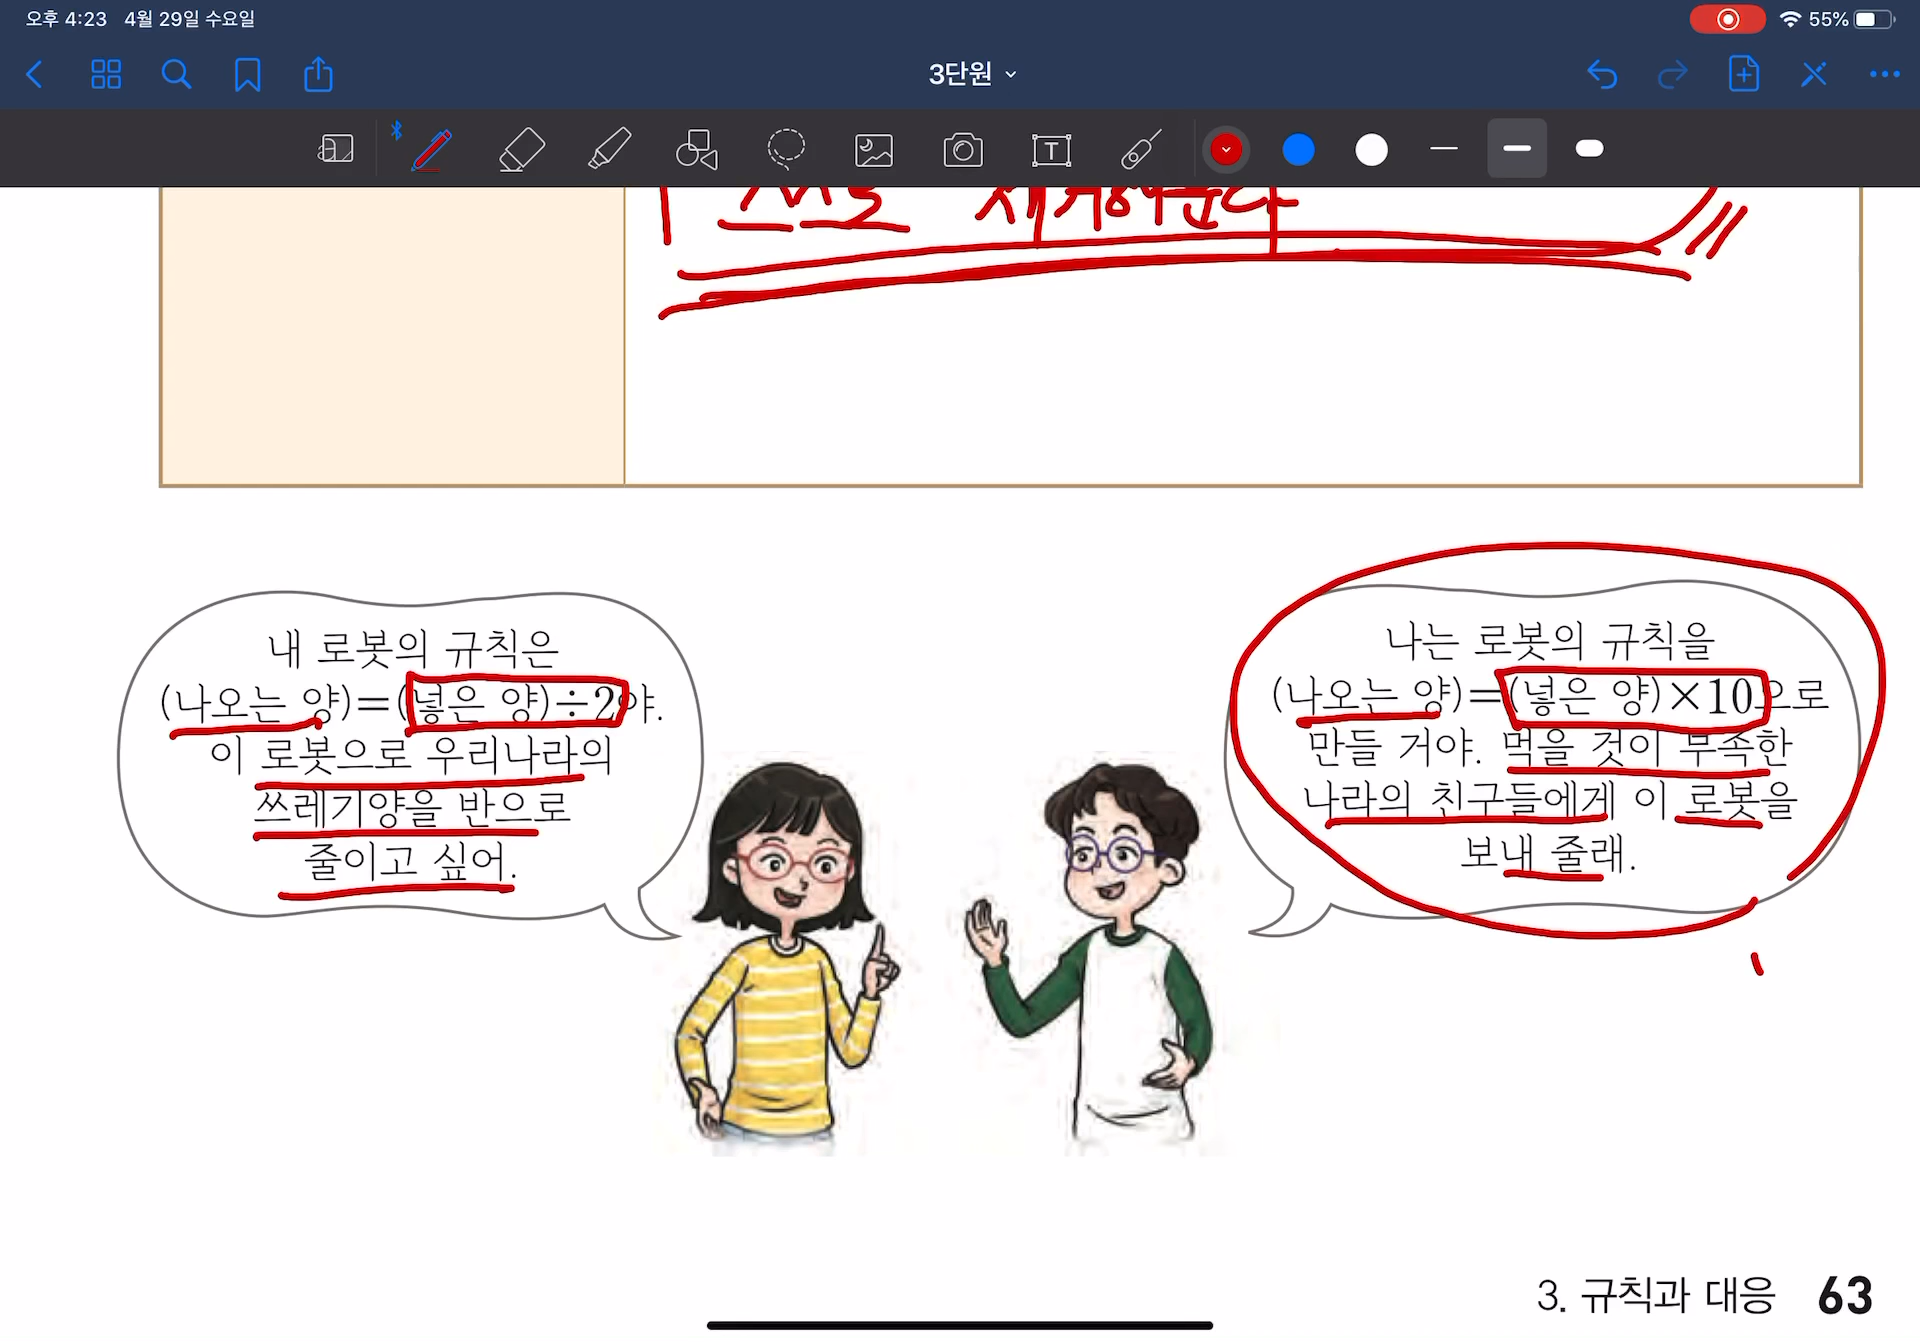 오후 4:23 4월 29일 수요일
55%
3단원
내 로봇의 규칙은
(나오는 양)=(넣은 양)÷2야.
이 로봇으로 우리나라의
쓰레기양을 반으로
줄이고 싶어.
나는 로봇의 규칙을
(나오는 양)=(넣은 양)×10으로
만들 거야. 먹을 것이 부족한
나라의 친구들에게 이 로봇을
보내 줄래.
3. 규칙과 대응 63